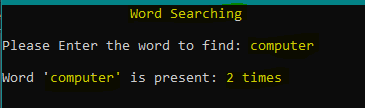 Word Searching
Please Enter the word to find: computer
Word 'computer' is present: 2 times